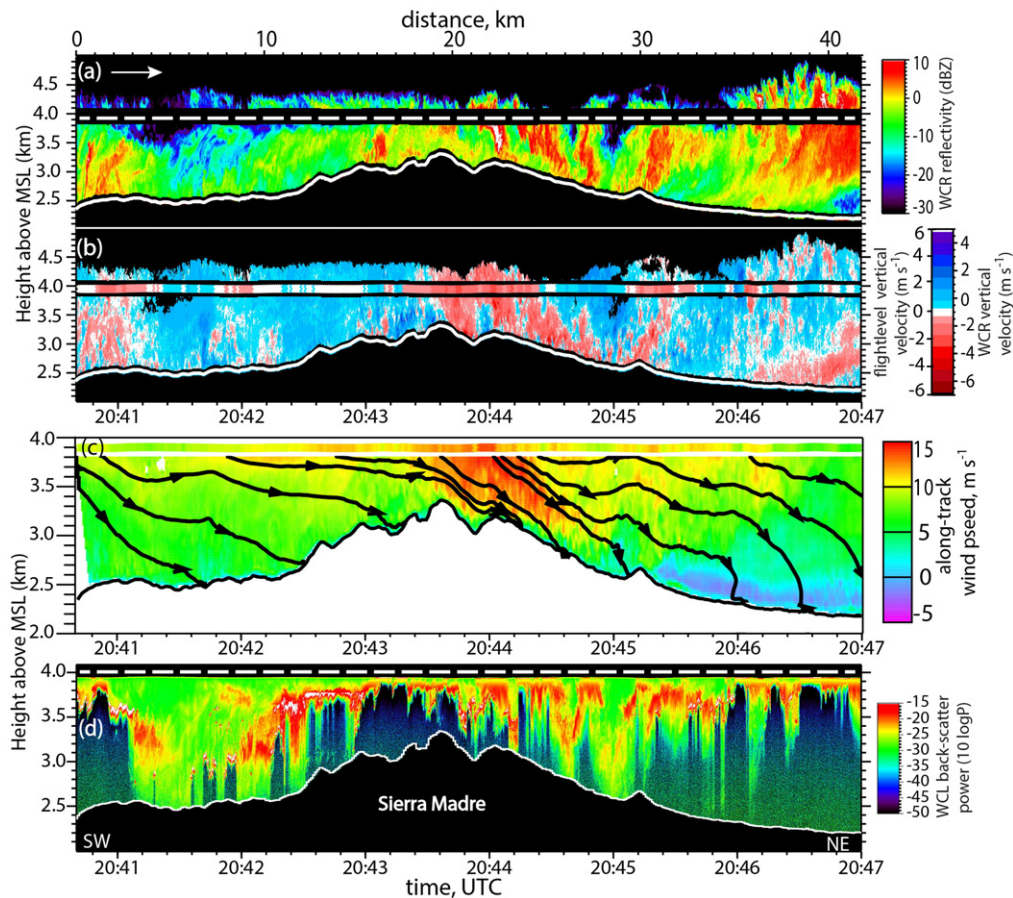 distance, km
0 10 20 30 40
(a)
4.5
4.0
3.5
3.0
2.5
Height above MSL (km)
10
0
-10
-20
-30
WCR reflectivity (dBZ)
(b)
4.5
4.0
3.5
3.0
2.5
6
4
2
0
-2
-4
-6
flightlevel vertical
velocity (m s-1)
4
2
0
-2
-4
-6
WCR vertical
velocity (m s-1)
20:41 20:42 20:43 20:44 20:45 20:46 20:47
(c)
4.0
3.5
3.0
2.5
2.0
Height above MSL (km)
15
10
5
0
-5
along-track
wind pseed, m s-1
20:41 20:42 20:43 20:44 20:45 20:46 20:47
4.0
3.5
3.0
2.5
(d)
Sierra Madre
SW NE
-15
-20
-25
-30
-35
-40
-45
-50
WCL back-scatter
power (10 logP)
20:41 20:42 20:43 20:44 20:45 20:46 20:47
time, UTC